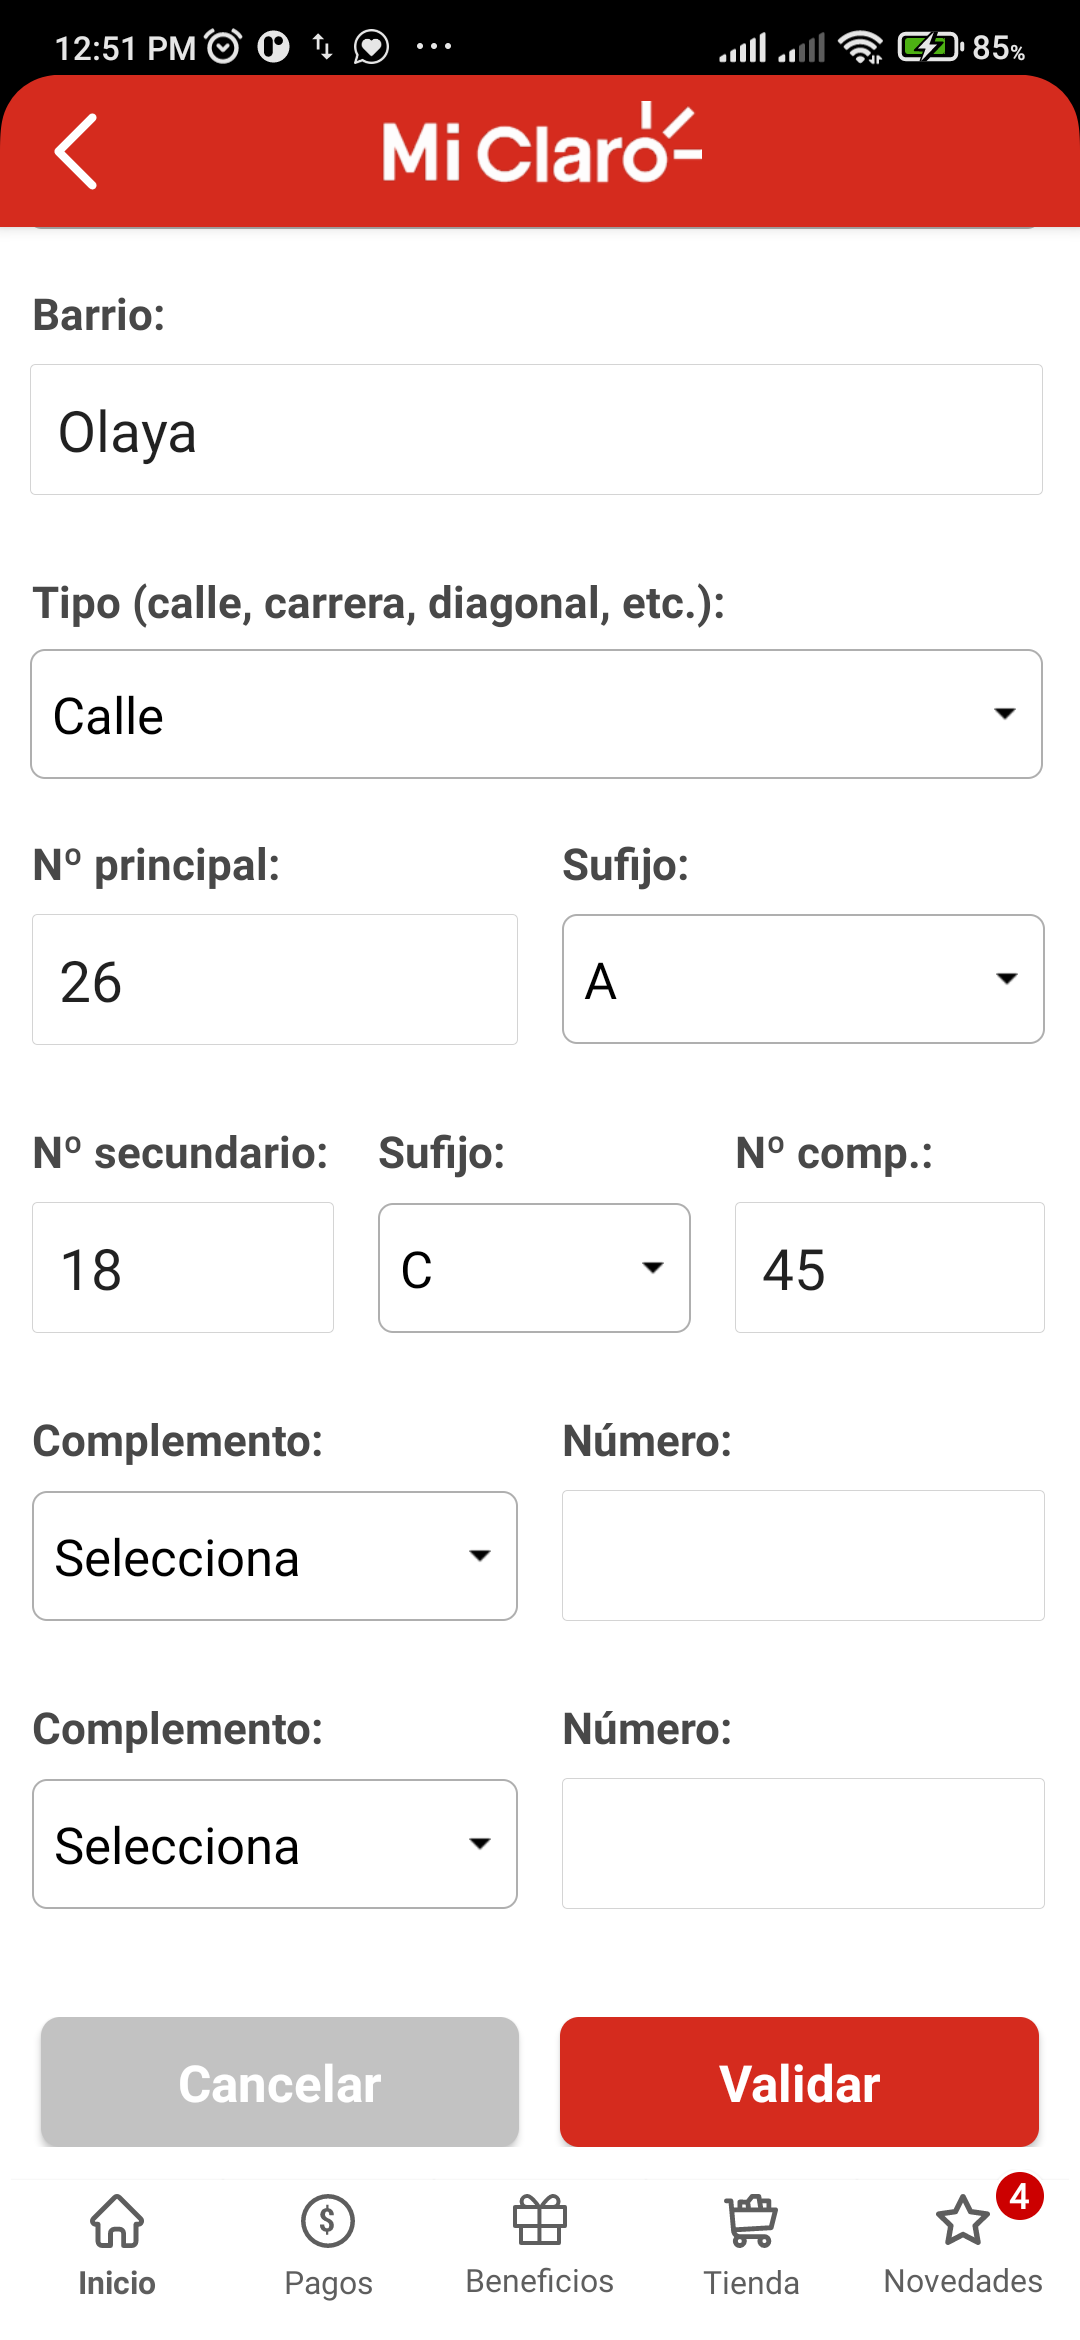 12:51 PM ... 85%
Mi Claro
Barrio:
Olaya
Tipo (calle, carrera, diagonal, etc.):
Calle
Nº principal: Sufijo:
26 A
Nº secundario: Sufijo: Nº comp.:
18 C 45
Complemento: Número:
Selecciona
Complemento: Número:
Selecciona
Cancelar Validar
4
Inicio Pagos Beneficios Tienda Novedades